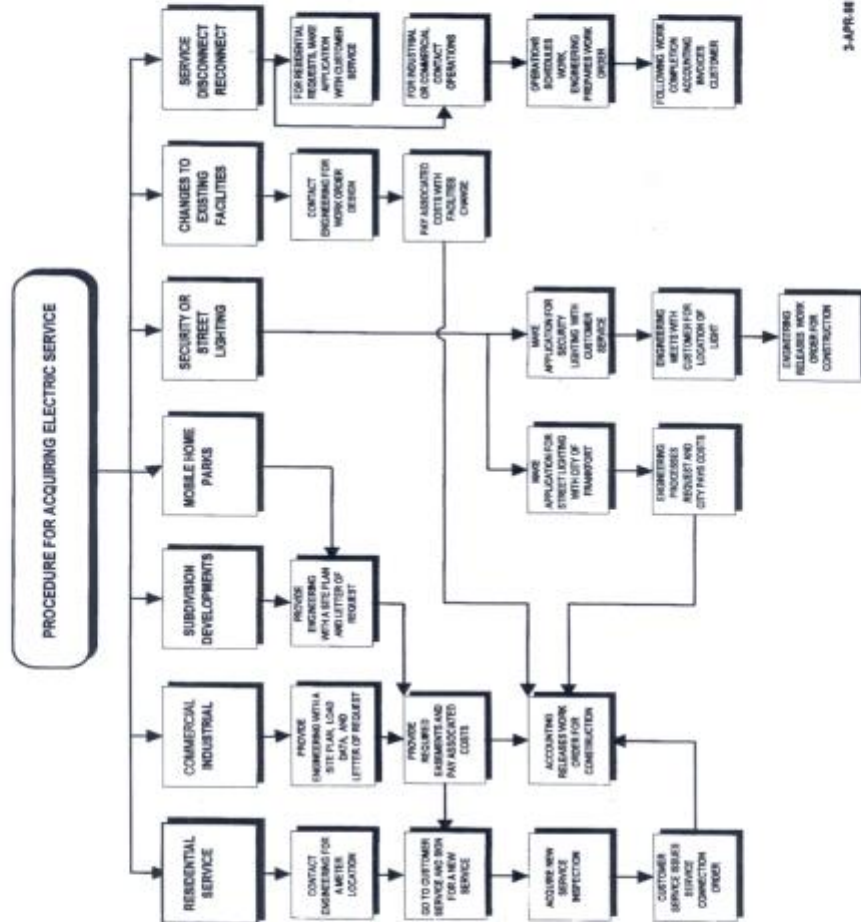 PROCEDURE FOR ACQUIRING ELECTRIC SERVICE
RESIDENTIAL
SERVICE
COMMERCIAL
INDUSTRIAL
SUBDIVISION
DEVELOPMENTS
MOBILE HOME
PARKS
SECURITY OR
STREET
LIGHTING
CHANGES TO
EXISTING
FACILITIES
SERVICE
DISCONNECT
RECONNECT
CONTACT
ENGINEERING FOR
A METER
LOCATION
PROVIDE
ENGINEERING WITH A
SITE PLAN, LOAD
DATA, AND
LETTER OF REQUEST
PROVIDE
ENGINEERING
WITH A SITE PLAN
AND LETTER OF
REQUEST
CONTACT
ENGINEERING FOR
WORK ORDER
DESIGN
FOR RESIDENTIAL
REQUESTS, MAKE
APPLICATION
WITH CUSTOMER
SERVICE
GO TO CUSTOMER
SERVICE AND SIGN
FOR A NEW
SERVICE
PROVIDE
REQUIRED
EASEMENTS AND
PAY ASSOCIATED
COSTS
PAY ASSOCIATED
COSTS WITH
FACILITIES
CHANGE
FOR INDUSTRIAL
OR COMMERCIAL
CONTACT
OPERATIONS
ACQUIRE NEW
SERVICE
INSPECTION
ACCOUNTING
RELEASES WORK
ORDER FOR
CONSTRUCTION
MAKE
APPLICATION FOR
STREET LIGHTING
WITH CITY OF
FRANKFORT
MAKE
APPLICATION FOR
SECURITY
LIGHTING WITH
CUSTOMER
SERVICE
OPERATIONS
SCHEDULES
WORK,
ENGINEERING
PREPARES WORK
ORDER
CUSTOMER
SERVICE ISSUES
SERVICE
CONNECTION
ORDER
ENGINEERING
PROCESSES
REQUEST AND
CITY PAYS COSTS
ENGINEERING
MEETS WITH
CUSTOMER FOR
LOCATION OF
LIGHT
FOLLOWING WORK
COMPLETION
ACCOUNTING
INVOICES
CUSTOMER
ENGINEERING
RELEASES WORK
ORDER FOR
CONSTRUCTION